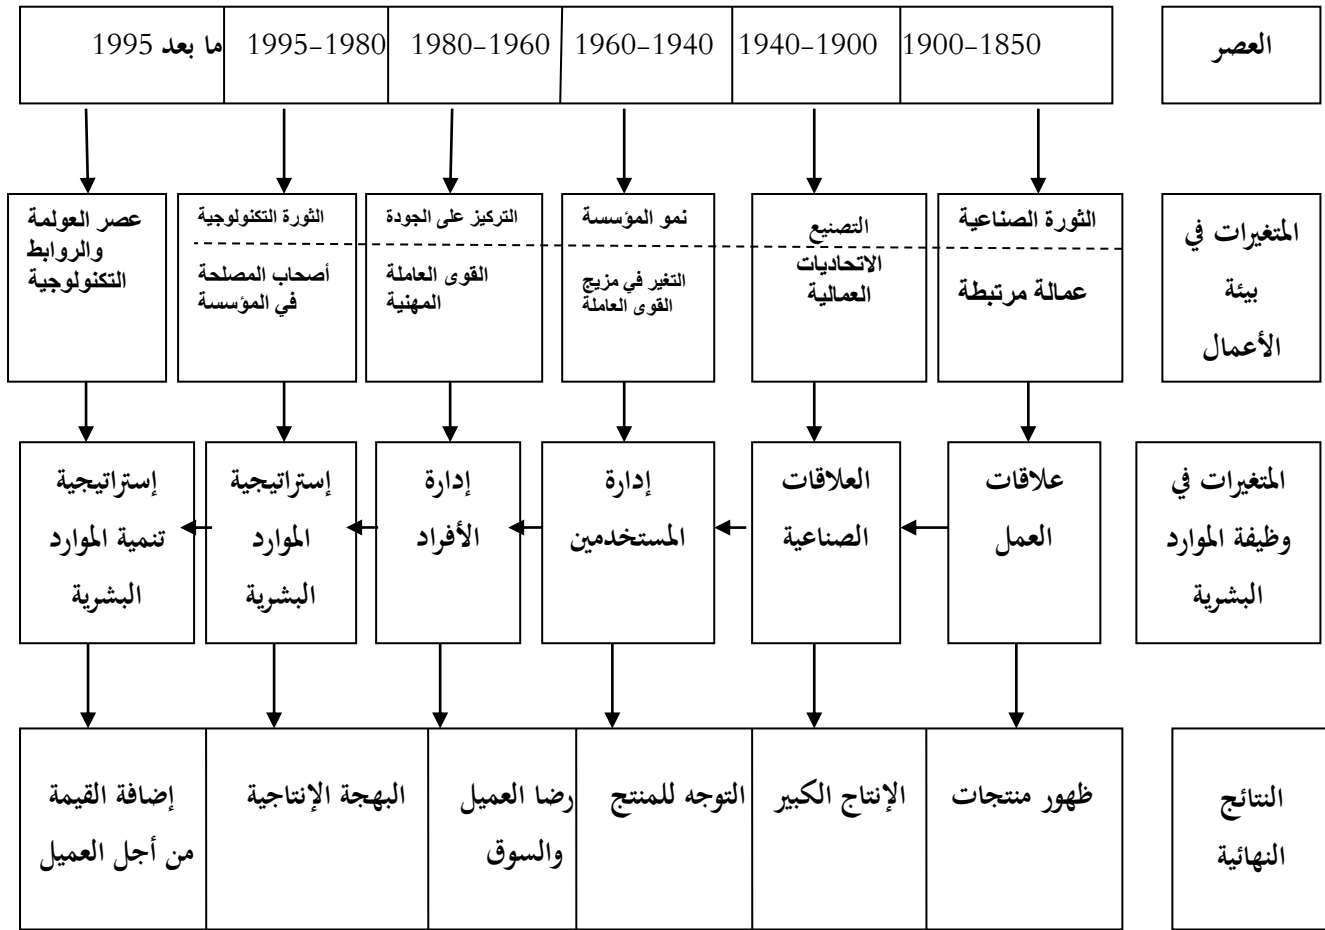 العصر
1900-1850
1940-1900
1960-1940
1980-1960
1995-1980
ما بعد 1995
المتغيرات في
بيئة
الأعمال
الثورة الصناعية
عمالة مرتبطة
التصنيع
الاتحاديات
العمالية
نمو المؤسسة
التغير في مزيج
القوى العاملة
التركيز على الجودة
القوى العاملة
المهنية
الثورة التكنولوجية
أصحاب المصلحة
في المؤسسة
عصر العولمة
والروابط
التكنولوجية
المتغيرات في
وظيفة الموارد
البشرية
علاقات
العمل
العلاقات
الصناعية
إدارة
المستخدمين
إدارة
الأفراد
إستراتيجية
الموارد
البشرية
إستراتيجية
تنمية الموارد
البشرية
النتائج
النهائية
ظهور منتجات
الإنتاج الكبير
التوجه للمنتج
رضا العميل
والسوق
البهجة الإنتاجية
إضافة القيمة
من أجل العميل